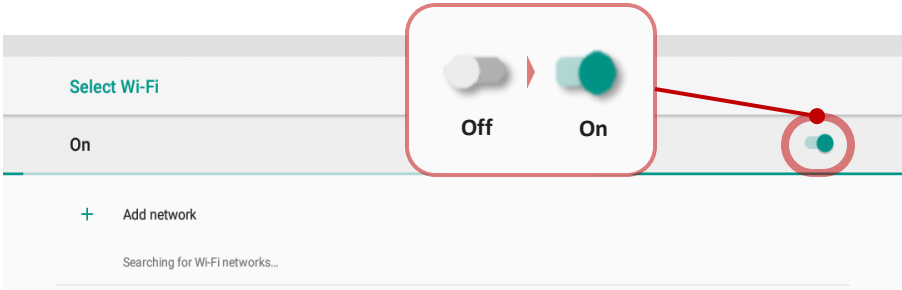 Select Wi-Fi
Off
On
On
Add network
Searching for Wi-Fi networks...